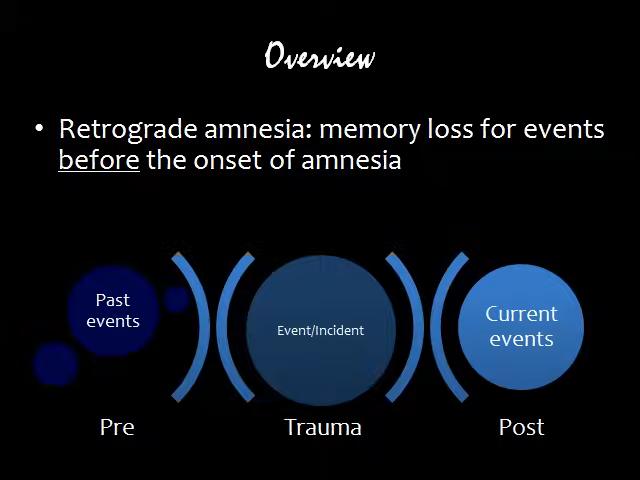 Overview
• Retrograde amnesia: memory loss for events
before the onset of amnesia
Past
events
Event/Incident
Current
events
Pre
Trauma
Post